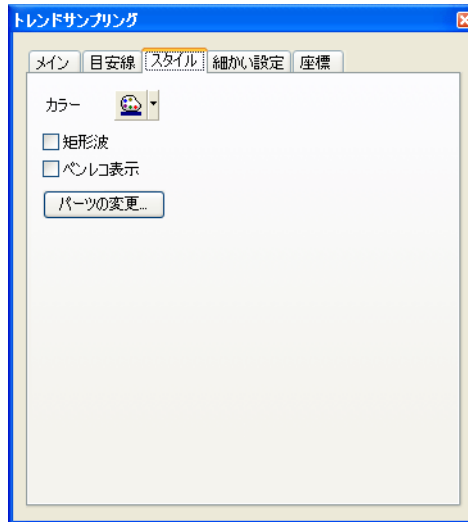 トレンドサンプリング
メイン 目安線 スタイル 細かい設定 座標
カラー
矩形波
ペンレコ表示
パーツの変更...